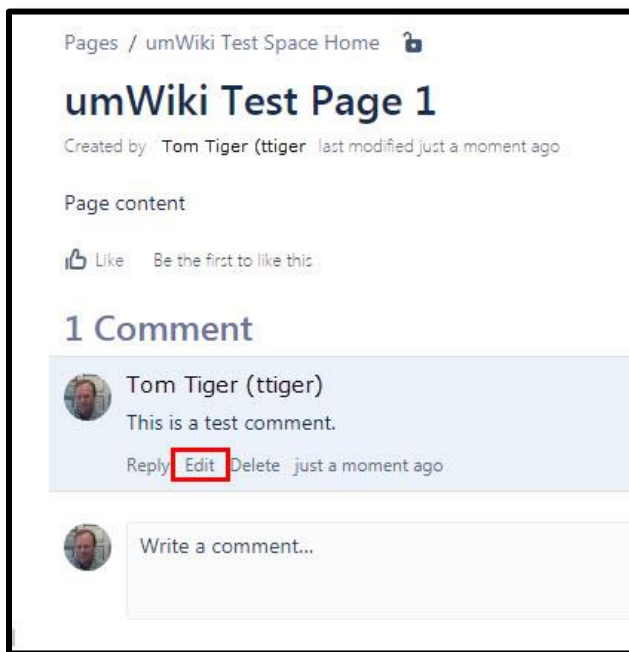 Pages / umWiki Test Space Home
umWiki Test Page 1
Created by Tom Tiger (ttiger last modified just a moment ago
Page content
Like Be the first to like this
1 Comment
Tom Tiger (ttiger)
This is a test comment.
Reply Edit Delete just a moment ago
Write a comment...